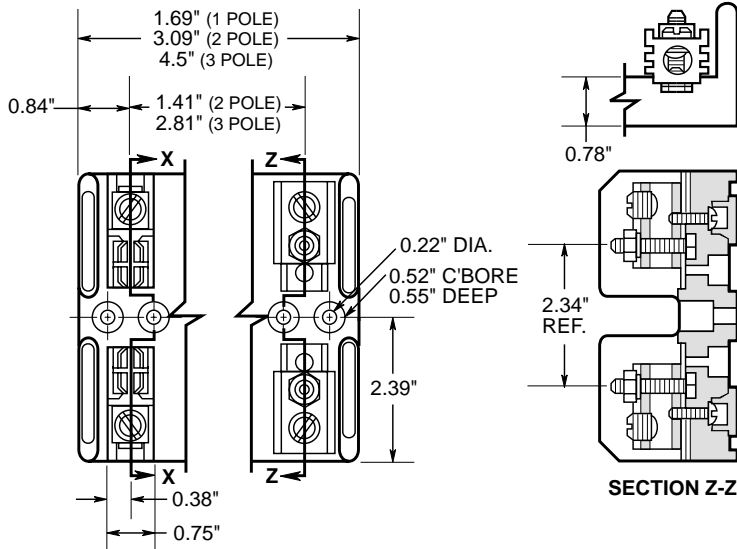 1.69" (1 POLE)
3.09" (2 POLE)
4.5" (3 POLE)
0.84"
1.41" (2 POLE)
2.81" (3 POLE)
0.78"
X
Z
0.22" DIA.
0.52" C'BORE
0.55" DEEP
2.34"
REF.
2.39"
X
Z
0.38"
0.75"
SECTION Z-Z